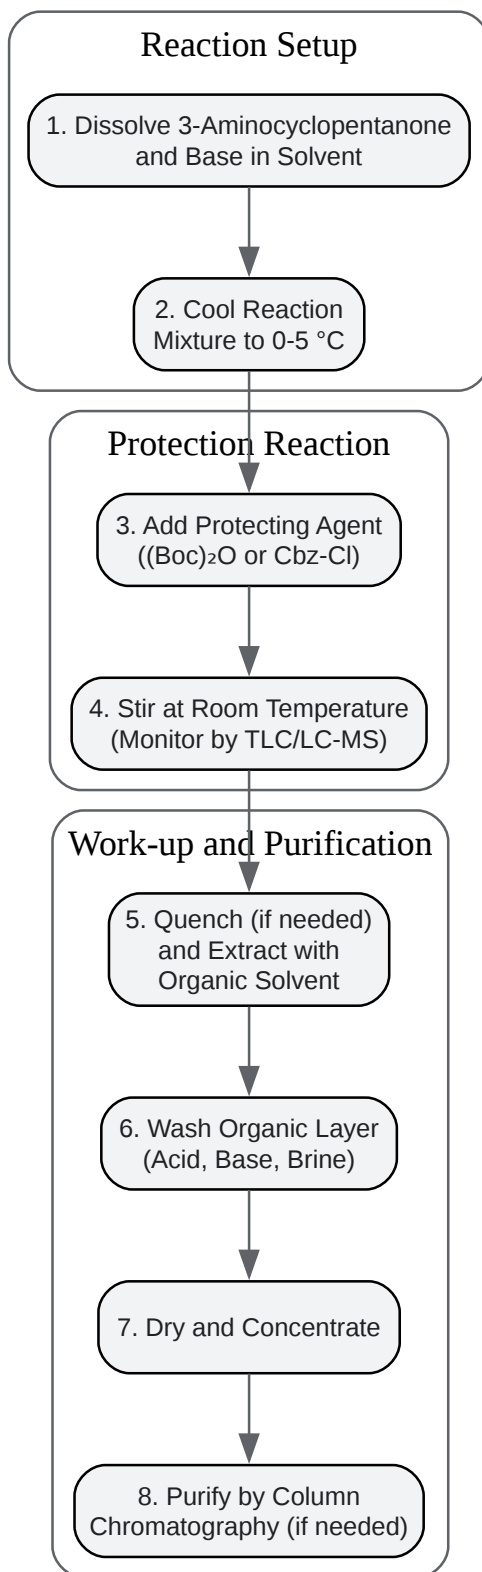 Reaction Setup
1. Dissolve 3-Aminocyclopentanone
and Base in Solvent
2. Cool Reaction
Mixture to 0-5 °C
Protection Reaction
3. Add Protecting Agent
((Boc)₂O or Cbz-Cl)
4. Stir at Room Temperature
(Monitor by TLC/LC-MS)
Work-up and Purification
5. Quench (if needed)
and Extract with
Organic Solvent
6. Wash Organic Layer
(Acid, Base, Brine)
7. Dry and Concentrate
8. Purify by Column
Chromatography (if needed)